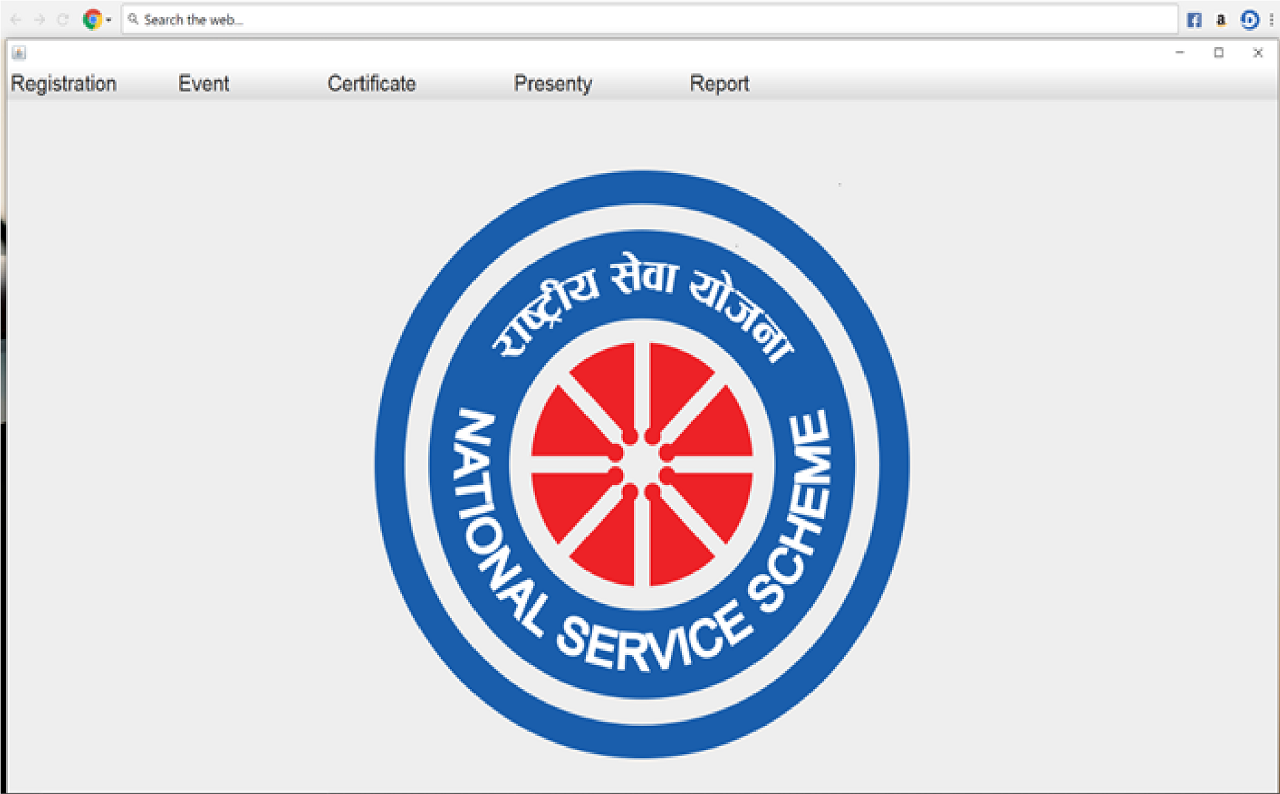 Search the web...
Registration Event Certificate Presenty Report
राष्ट्रीय सेवा योजना
NATIONAL SERVICE SCHEME